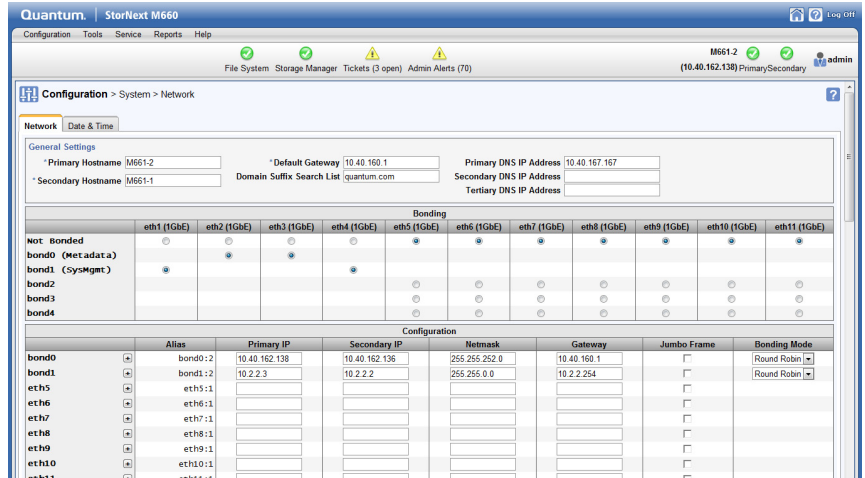 Quantum. StorNext M660 Log Off
Configuration Tools Service Reports Help
File System Storage Manager Tickets (3 open) Admin Alerts (70)
M661-2
(10.40.162.138) Primary Secondary
admin
Configuration > System > Network
Network Date & Time
General Settings
*Primary Hostname M661-2 *Default Gateway 10.40.160.1 Primary DNS IP Address 10.40.167.167
*Secondary Hostname M661-1 Domain Suffix Search List quantum.com Secondary DNS IP Address
Tertiary DNS IP Address
Bonding
eth1 (1GbE) eth2 (1GbE) eth3 (1GbE) eth4 (1GbE) eth5 (1GbE) eth6 (1GbE) eth7 (1GbE) eth8 (1GbE) eth9 (1GbE) eth10 (1GbE) eth11 (1GbE)
Not Bonded
bond0 (Metadata)
bond1 (SysMgmt)
bond2
bond3
bond4
Configuration
Alias Primary IP Secondary IP Netmask Gateway Jumbo Frame Bonding Mode
bond0 bond0:2 10.40.162.138 10.40.162.136 255.255.252.0 10.40.160.1 Round Robin
bond1 bond1:2 10.2.2.3 10.2.2.2 255.255.0.0 10.2.2.254 Round Robin
eth5 eth5:1
eth6 eth6:1
eth7 eth7:1
eth8 eth8:1
eth9 eth9:1
eth10 eth10:1